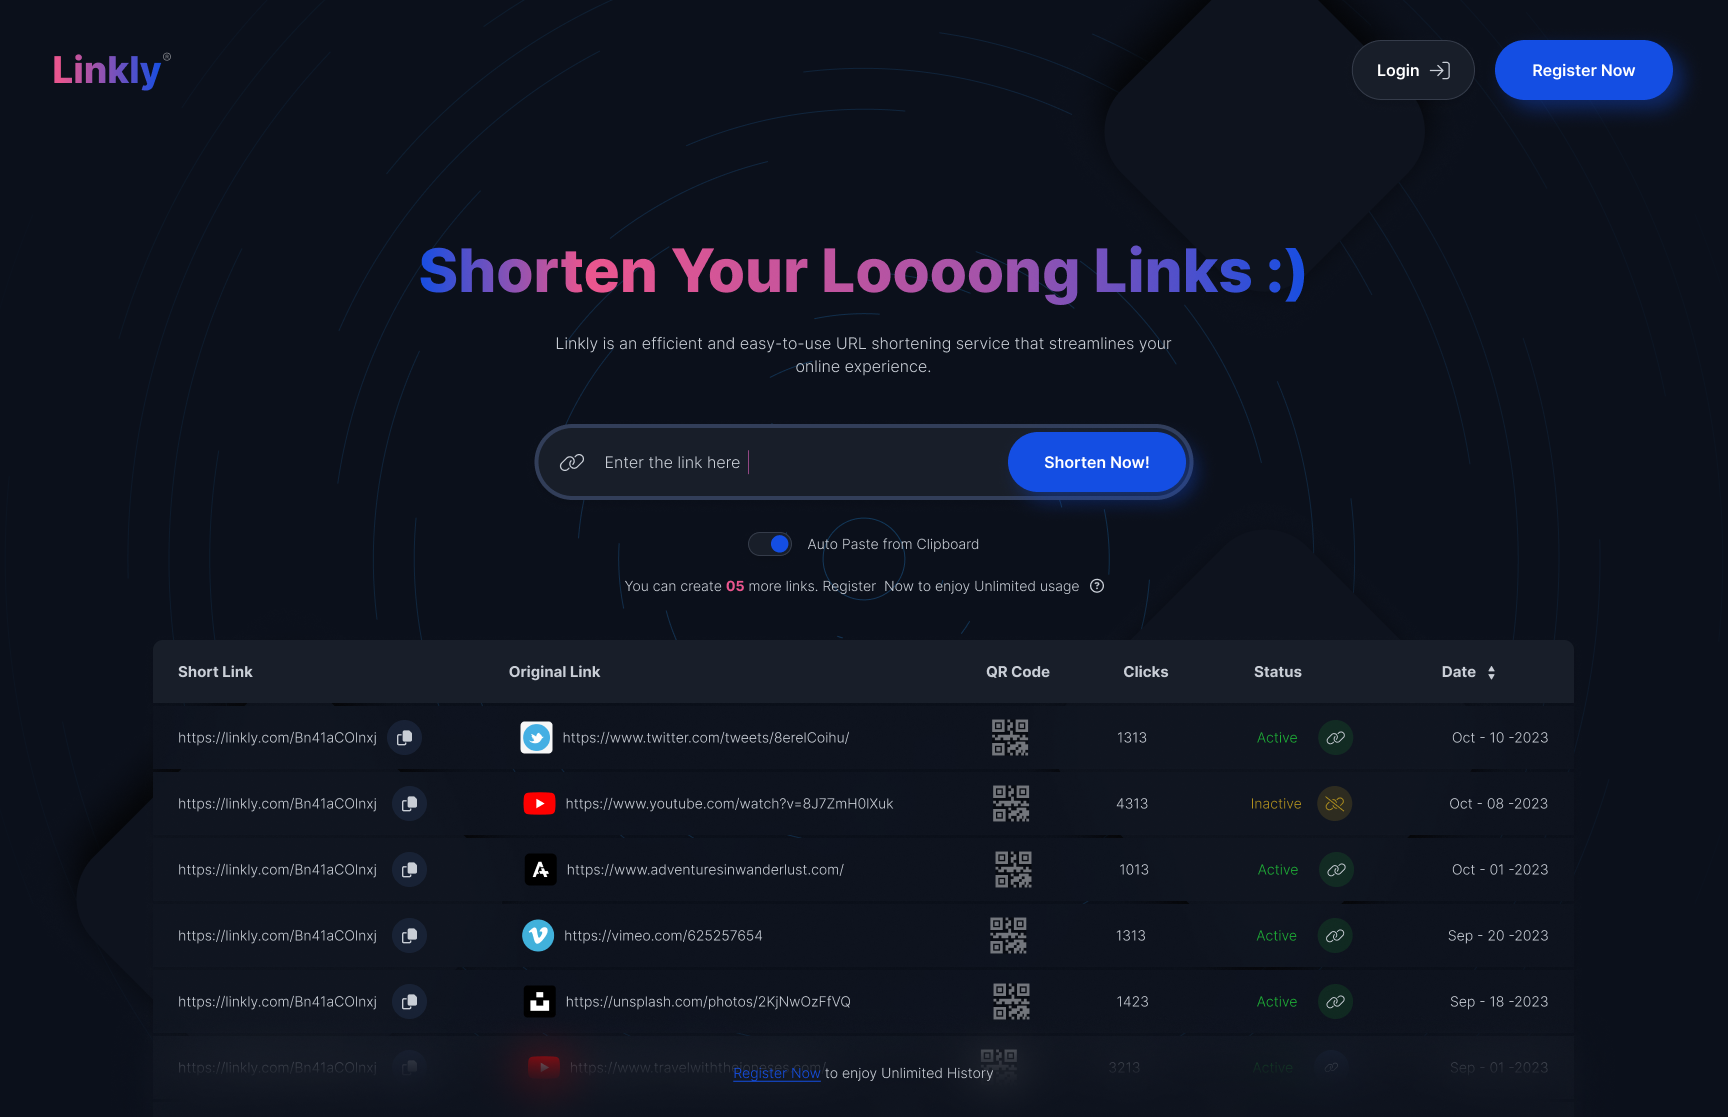 Linkly®
Login
Register Now
Shorten Your Loooong Links :)
Linkly is an efficient and easy-to-use URL shortening service that streamlines your
online experience.
Enter the link here
Shorten Now!
Auto Paste from Clipboard
You can create 05 more links. Register Now to enjoy Unlimited usage
Short Link Original Link QR Code Clicks Status Date
https://linkly.com/Bn41aCOlnxj https://www.twitter.com/tweets/8erelCoihu/ 1313 Active Oct - 10 -2023
https://linkly.com/Bn41aCOlnxj https://www.youtube.com/watch?v=8J7ZmH0lXuk 4313 Inactive Oct - 08 -2023
https://linkly.com/Bn41aCOlnxj https://www.adventuresinwanderlust.com/ 1013 Active Oct - 01 -2023
https://linkly.com/Bn41aCOlnxj https://vimeo.com/625257654 1313 Active Sep - 20 -2023
https://linkly.com/Bn41aCOlnxj https://unsplash.com/photos/2KjNwOzFfVQ 1423 Active Sep - 18 -2023
https://linkly.com/Bn41aCOlnxj 3213 Active Sep - 01 -2023
Register Now to enjoy Unlimited History